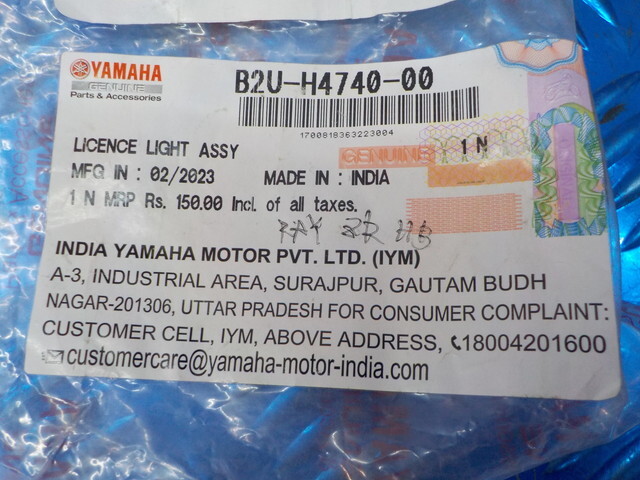 YAMAHA
GENUINE
Parts & Accessories
B2U-H4740-00
1700818363223004
LICENCE LIGHT ASSY
GENUINE
1 N
MFG IN : 02/2023 MADE IN : INDIA
1 N MRP Rs. 150.00 Incl. of all taxes.
RAY ZR HB
INDIA YAMAHA MOTOR PVT. LTD. (IYM)
A-3, INDUSTRIAL AREA, SURAJPUR, GAUTAM BUDH
NAGAR-201306, UTTAR PRADESH FOR CONSUMER COMPLAINT:
CUSTOMER CELL, IYM, ABOVE ADDRESS, 18004201600
customercare@yamaha-motor-india.com